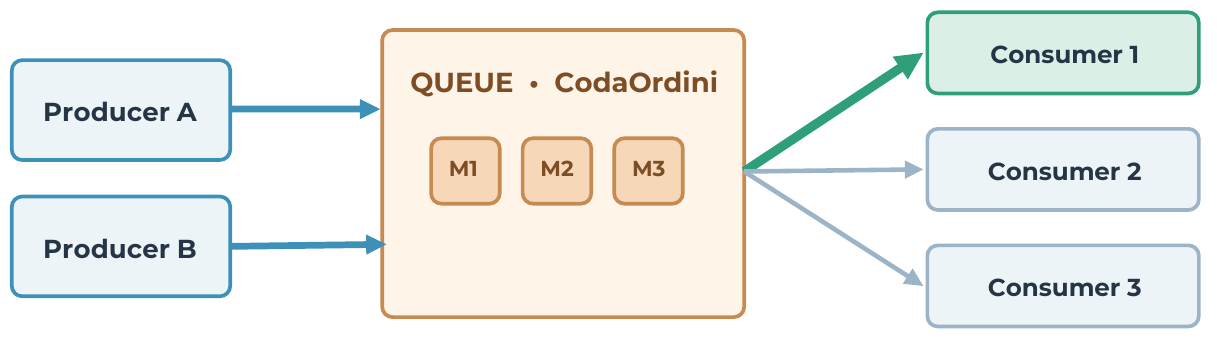 Producer A
Producer B
QUEUE • CodaOrdini
M1 M2 M3
Consumer 1
Consumer 2
Consumer 3